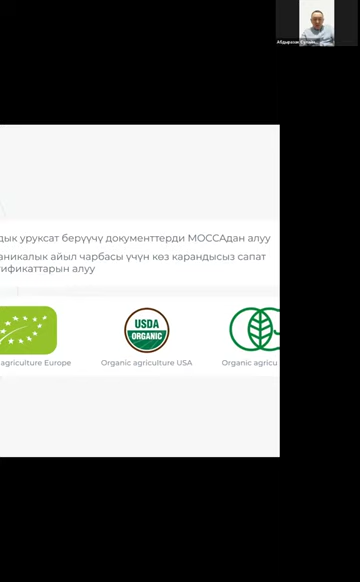 дык уруксат берүүчү документтерди МОССАдан алуу
аникалык айыл чарбасы үчүн көз карандысыз сапат
тификаттарын алуу
USDA
ORGANIC
agriculture Europe
Organic agriculture USA
Organic agricu